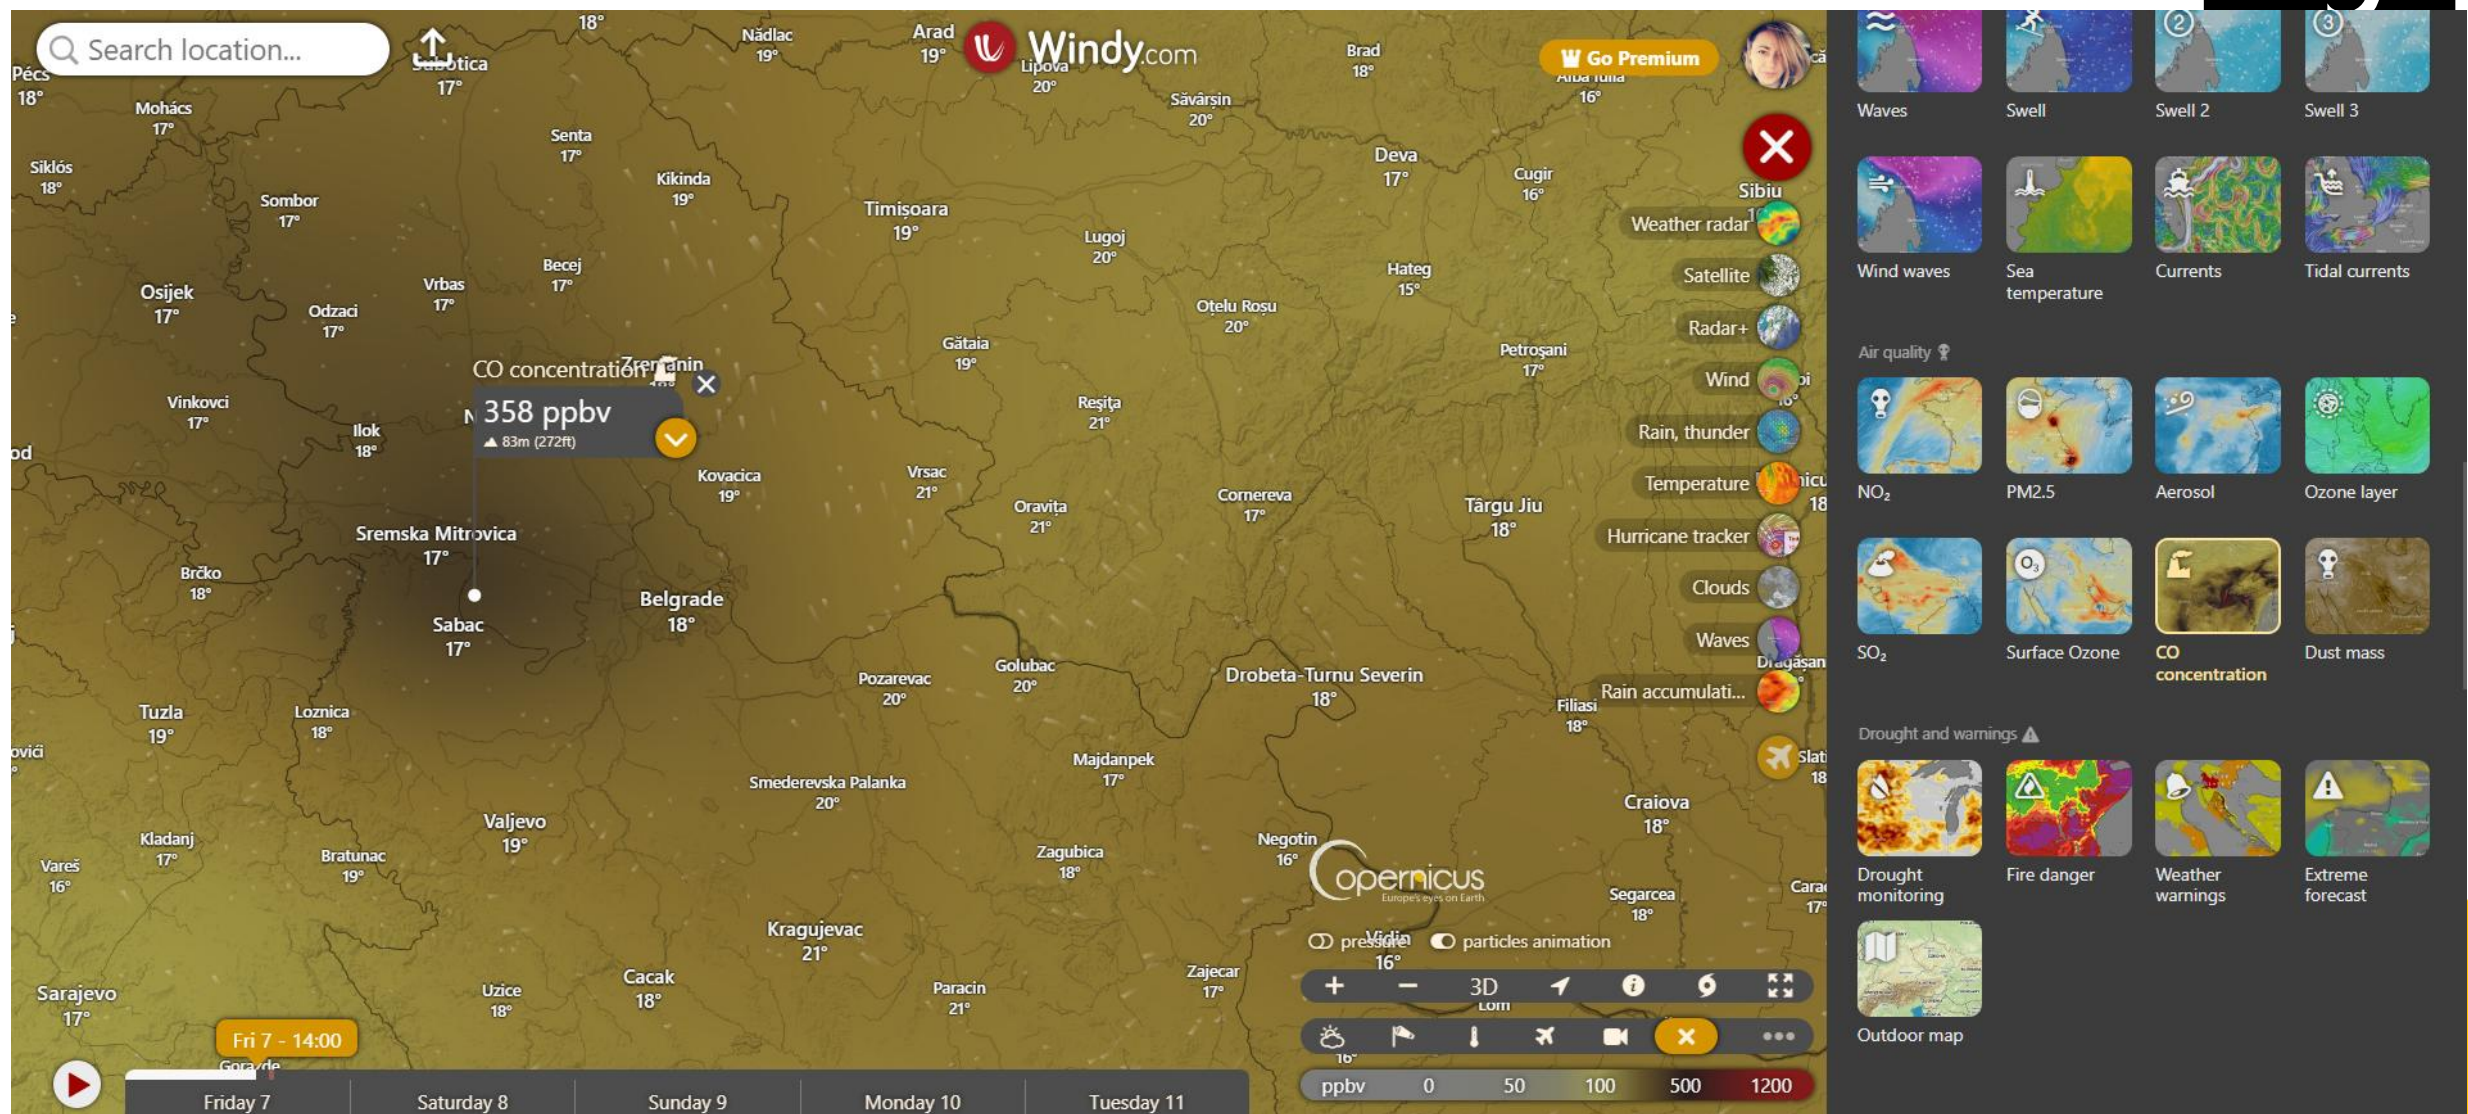 Search location...
Windy.com
Go Premium
Pécs
18°
Subotica
17°
18°
Nădlac
19°
Arad
19°
Lipova
20°
Brad
18°
Alba Iulia
16°
Mohács
17°
Săvârșin
20°
Senta
17°
Siklós
18°
Kikinda
19°
Deva
17°
Cugir
16°
Sibiu
Sombor
17°
Timișoara
19°
Lugoj
20°
Weather radar
Satellite
Radar+
Wind
Rain, thunder
Temperature
Hurricane tracker
Clouds
Waves
Rain accumulati...
Becej
17°
Hateg
15°
Osijek
17°
Vrbas
17°
Odzaci
17°
Oțelu Roșu
20°
Gătaia
19°
Petroșani
17°
CO concentration
358 ppbv
83m (272ft)
Zrenjanin
Vinkovci
17°
Reșița
21°
Ilok
18°
Kovacica
19°
Vrsac
21°
Oravița
21°
Cornereva
17°
Târgu Jiu
18°
Sremska Mitrovica
17°
Brčko
18°
Belgrade
18°
Sabac
17°
Pozarevac
20°
Golubac
20°
Drobeta-Turnu Severin
18°
Filiasi
18°
Tuzla
19°
Loznica
18°
Majdanpek
17°
Smederevska Palanka
20°
Craiova
18°
Valjevo
19°
Kladanj
17°
Bratunac
19°
Vareš
16°
Negotin
16°
Zagubica
18°
Copernicus
Europe's eyes on Earth
Segarcea
18°
Kragujevac
21°
pressure
particles animation
Vidin
16°
Cacak
18°
Uzice
18°
Paracin
21°
Zajecar
17°
Sarajevo
17°
3D
Lom
16°
Fri 7 - 14:00
Gorazde
ppbv 0 50 100 500 1200
Friday 7
Saturday 8
Sunday 9
Monday 10
Tuesday 11
Waves
Swell
Swell 2
Swell 3
Wind waves
Sea
temperature
Currents
Tidal currents
Air quality
NO₂
PM2.5
Aerosol
Ozone layer
SO₂
Surface Ozone
CO
concentration
Dust mass
Drought and warnings
Drought
monitoring
Fire danger
Weather
warnings
Extreme
forecast
Outdoor map